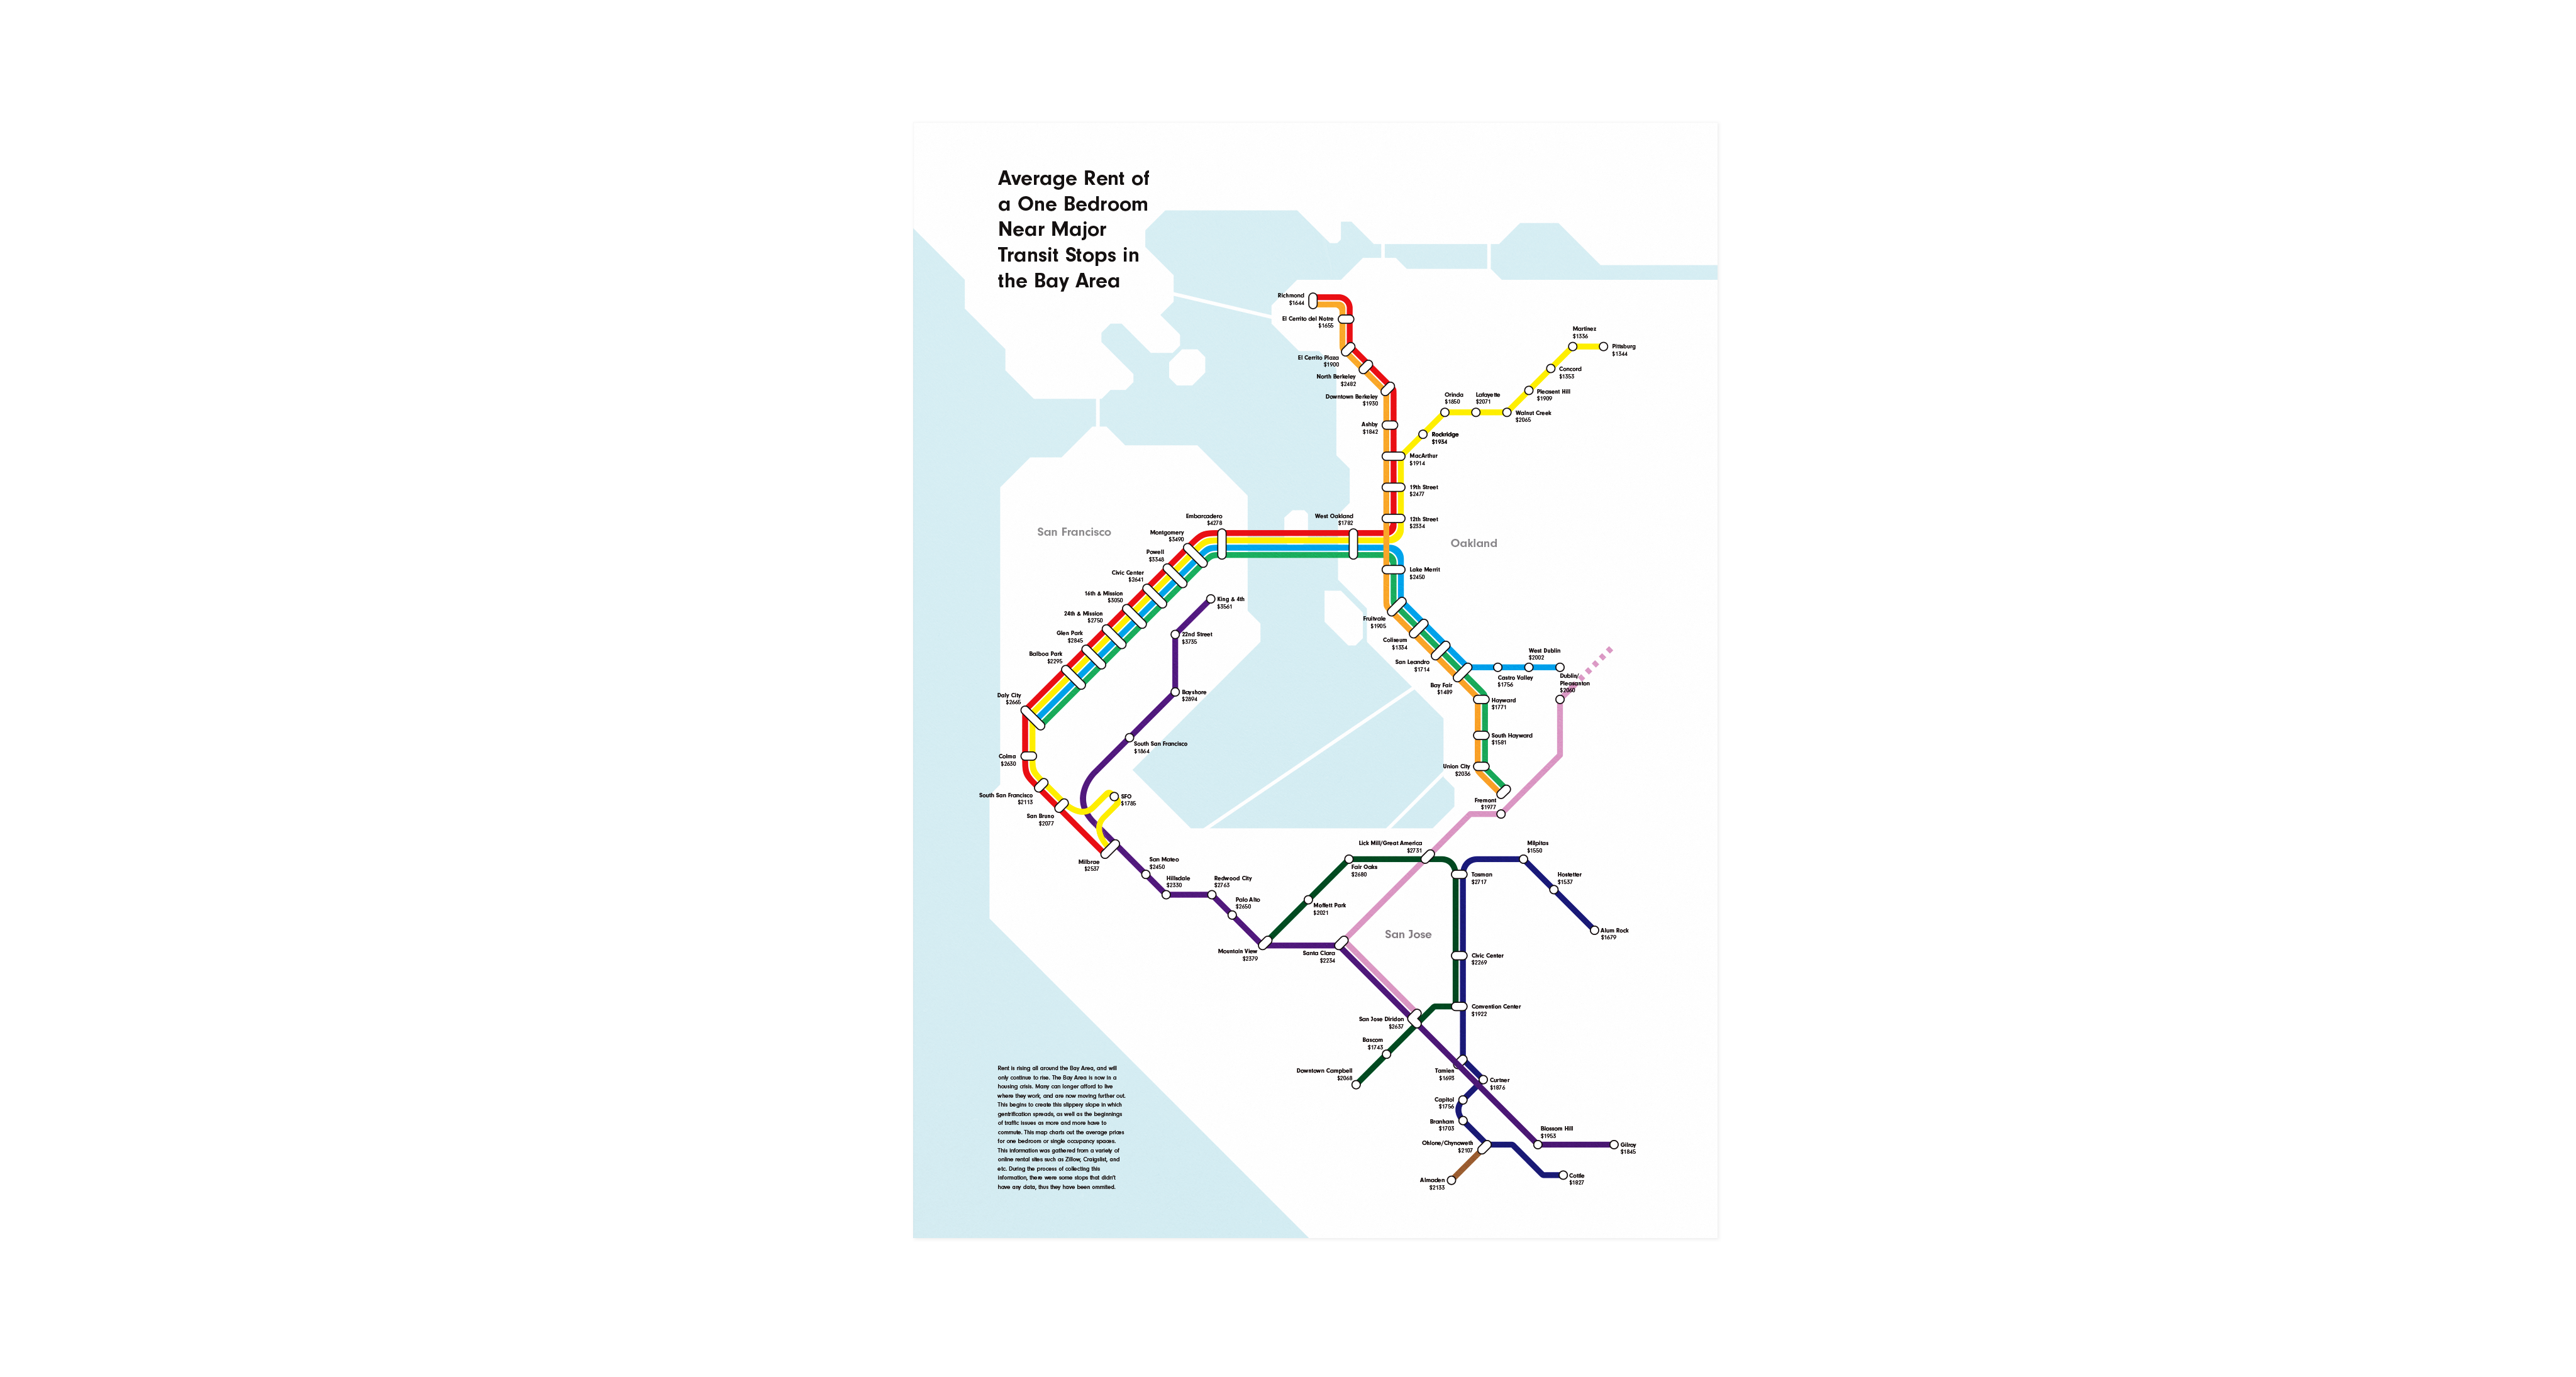 Average Rent of
a One Bedroom
Near Major
Transit Stops in
the Bay Area
Richmond
$1644
El Cerrito del Notre
$1655
El Cerrito Plaza
$1900
North Berkeley
$2482
Downtown Berkeley
$1930
Ashby
$1862
Martinez
$1336
Pittsburg
$1344
Concord
$1353
Pleasent Hill
$1909
Orinda
$1850
Lafayette
$2071
Walnut Creek
$2065
Rockridge
$1934
MacArthur
$1914
19th Street
$2477
12th Street
$2334
San Francisco
Oakland
Embarcadero
$4278
West Oakland
$1782
Montgomery
$3490
Powell
$3348
Civic Center
$2641
16th & Mission
$3050
24th & Mission
$2750
Glen Park
$2845
Balboa Park
$2295
Daly City
$2665
Colma
$2630
South San Francisco
$2113
San Bruno
$2077
Millbrae
$2537
SFO
$1785
King & 4th
$3561
22nd Street
$3735
Bayshore
$2894
South San Francisco
$1864
Lake Merrit
$2450
Fruitvale
$1905
Coliseum
$1334
San Leandro
$1714
Bay Fair
$1489
West Dublin
$2002
Castro Valley
$1756
Dublin/
Pleasanton
$2060
Hayward
$1771
South Hayward
$1581
Union City
$2036
Fremont
$1977
San Mateo
$2450
Hillsdale
$2330
Redwood City
$2763
Palo Alto
$2650
Mountain View
$2379
Santa Clara
$2234
Moffett Park
$2021
Fair Oaks
$2680
Lick Mill/Great America
$2731
Tasman
$2717
Milpitas
$1550
Hostetter
$1537
Alum Rock
$1679
San Jose
Civic Center
$2269
Convention Center
$1922
San Jose Diridon
$2637
Bascom
$1743
Downtown Campbell
$2068
Tamien
$1693
Curtner
$1876
Capitol
$1756
Branham
$1703
Ohlone/Chynoweth
$2107
Almaden
$2133
Blossom Hill
$1953
Gilroy
$1845
Cottle
$1827
Rent is rising all around the Bay Area, and will
only continue to rise. The Bay Area is now in a
housing crisis. Many can longer afford to live
where they work, and are now moving further out.
This begins to create this slippery slope in which
gentrification spreads, as well as the beginnings
of traffic issues as more and more have to
commute. This map charts out the average prizes
for one bedroom or single occupancy spaces.
This information was gathered from a variety of
online rental sites such as Zillow, Craigslist, and
etc. During the process of collecting this
information, there were some stops that didn't
have any data, thus they have been ommited.